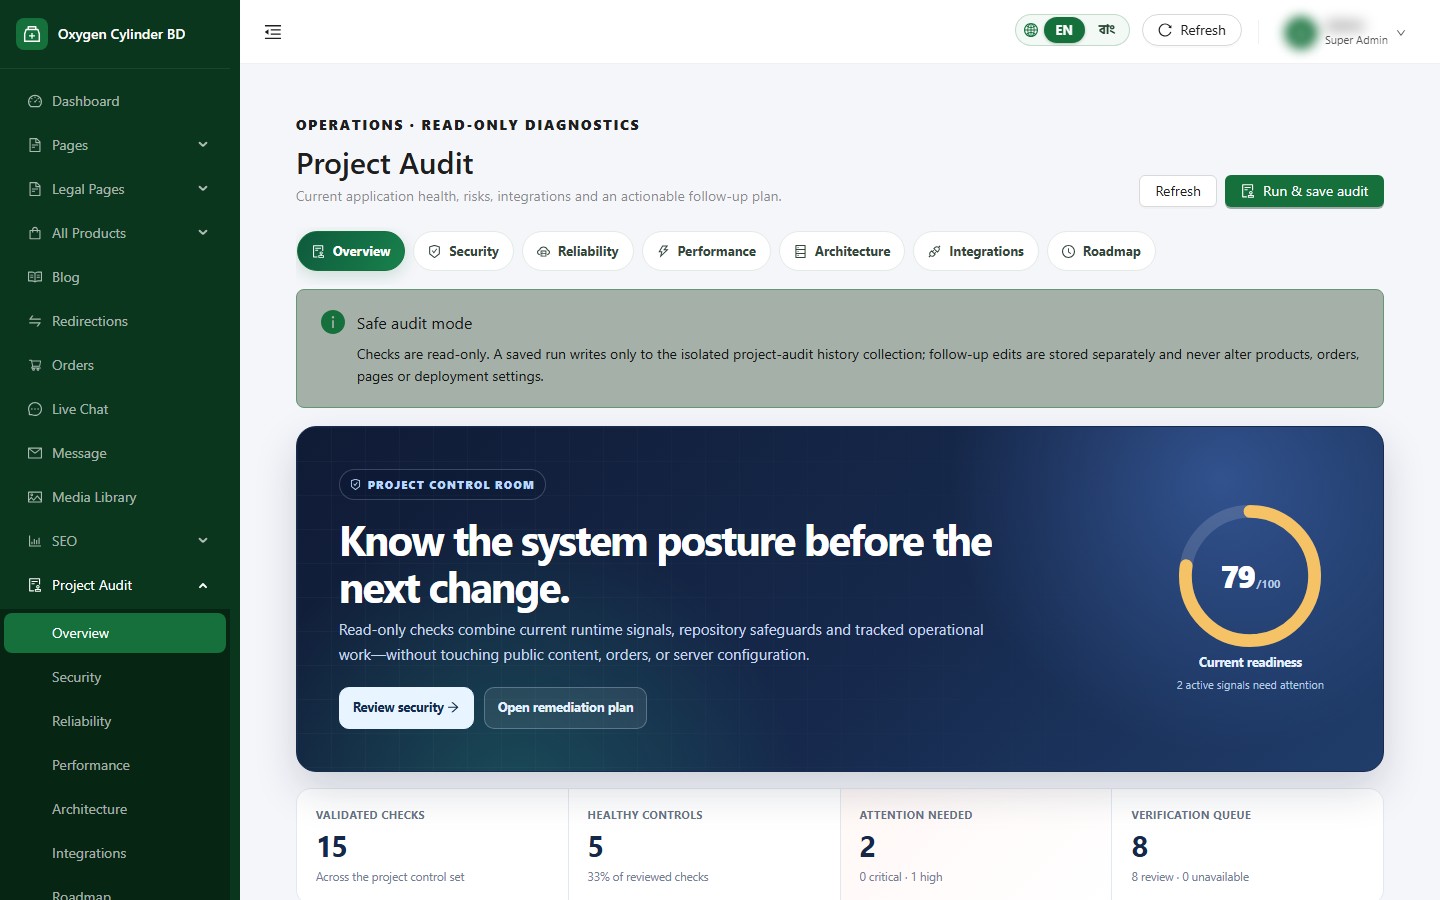 Oxygen Cylinder BD
Dashboard
Pages
Legal Pages
All Products
Blog
Redirections
Orders
Live Chat
Message
Media Library
SEO
Project Audit
Overview
Security
Reliability
Performance
Architecture
Integrations
Roadmap
EN
বাং
Refresh
Super Admin
OPERATIONS · READ-ONLY DIAGNOSTICS
Project Audit
Current application health, risks, integrations and an actionable follow-up plan.
Refresh
Run & save audit
Overview
Security
Reliability
Performance
Architecture
Integrations
Roadmap
Safe audit mode
Checks are read-only. A saved run writes only to the isolated project-audit history collection; follow-up edits are stored separately and never alter products, orders,
pages or deployment settings.
PROJECT CONTROL ROOM
Know the system posture before the
next change.
Read-only checks combine current runtime signals, repository safeguards and tracked operational
work—without touching public content, orders, or server configuration.
Review security →
Open remediation plan
79/100
Current readiness
2 active signals need attention
VALIDATED CHECKS
15
Across the project control set
HEALTHY CONTROLS
5
33% of reviewed checks
ATTENTION NEEDED
2
0 critical · 1 high
VERIFICATION QUEUE
8
8 review · 0 unavailable